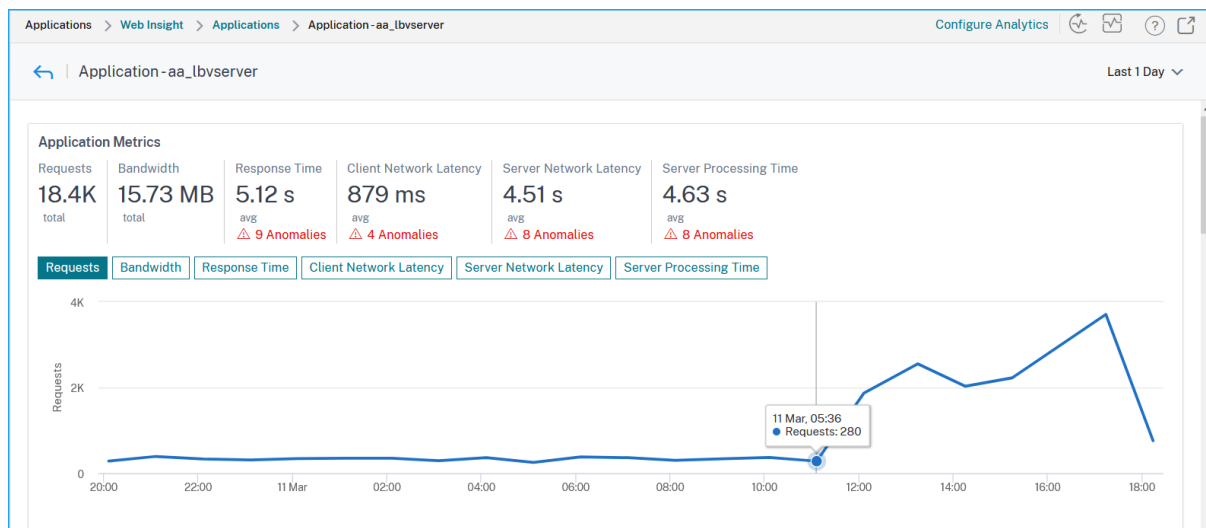 Applications > Web Insight > Applications > Application - aa_lbvserver Configure Analytics ?
Application - aa_lbvserver Last 1 Day
Application Metrics
Requests Bandwidth Response Time Client Network Latency Server Network Latency Server Processing Time
18.4K 15.73 MB 5.12 s 879 ms 4.51 s 4.63 s
total total avg avg avg avg
9 Anomalies 4 Anomalies 8 Anomalies 8 Anomalies
Requests Bandwidth Response Time Client Network Latency Server Network Latency Server Processing Time
4K
2K
0
Requests
11 Mar, 05:36
Requests: 280
20:00 22:00 11 Mar 02:00 04:00 06:00 08:00 10:00 12:00 14:00 16:00 18:00